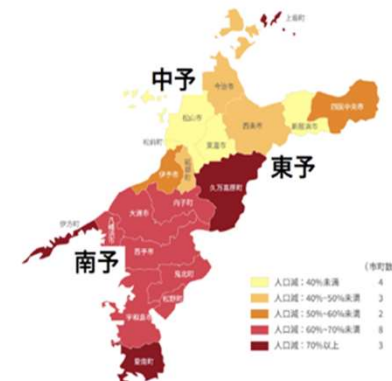 上島町
中予
今治市
四国中央市
松山市
新居浜市
西条市
松前町
東温市
東予
砥部町
伊予市
久万高原町
内子町
大洲市
伊方町
八幡浜市
南予
西予市
鬼北町
松野町
宇和島市
愛南町
(市町数
人口減：40％未満 4
人口減：40％~50％未満 3
人口減：50％~60％未満 2
人口減：60％~70％未満 8
人口減：70％以上 3